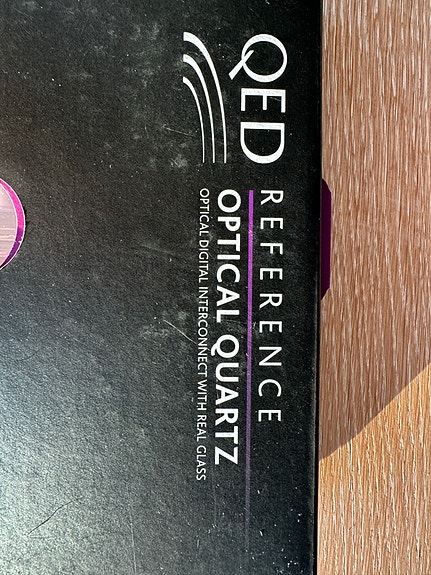 QED
REFERENCE
OPTICAL QUARTZ
OPTICAL DIGITAL INTERCONNECT WITH REAL GLASS